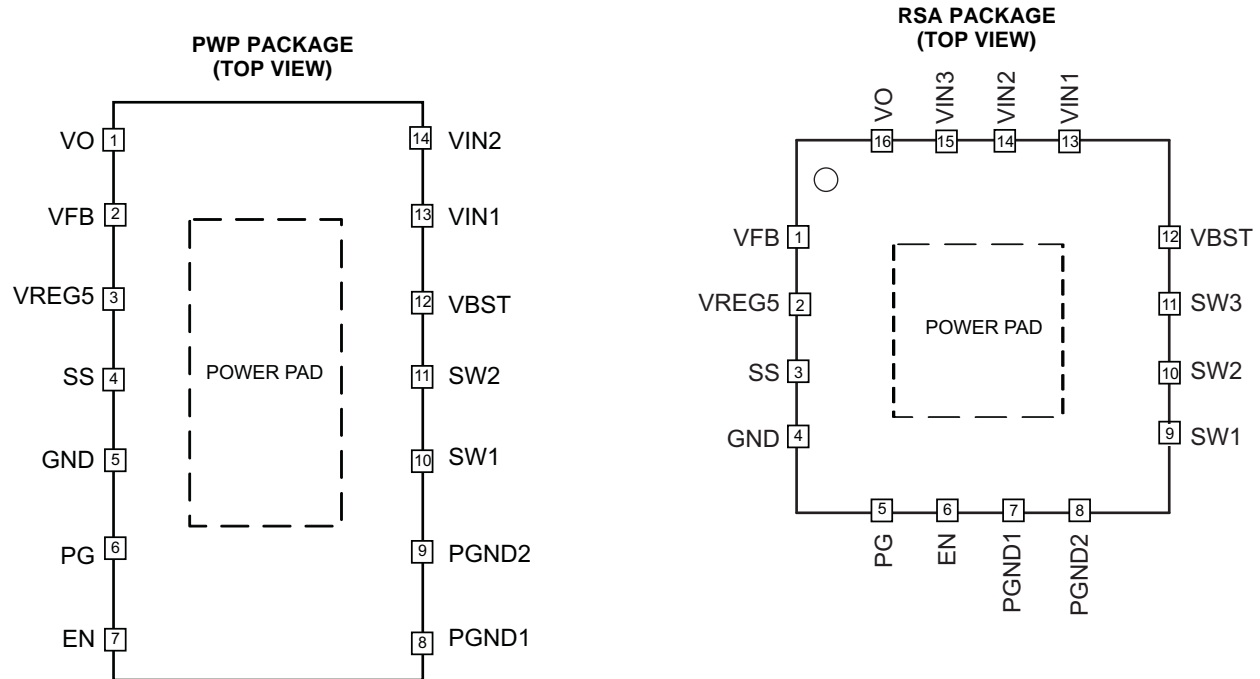 PWP PACKAGE
(TOP VIEW)
VO 1
14 VIN2
VFB 2
13 VIN1
VREG5 3
12 VBST
SS 4
POWER PAD
11 SW2
GND 5
10 SW1
PG 6
9 PGND2
EN 7
8 PGND1
RSA PACKAGE
(TOP VIEW)
VO
VIN3
VIN2
VIN1
16
15
14
13
VFB 1
12 VBST
VREG5 2
11 SW3
POWER PAD
SS 3
10 SW2
GND 4
9 SW1
5
6
7
8
PG
EN
PGND1
PGND2